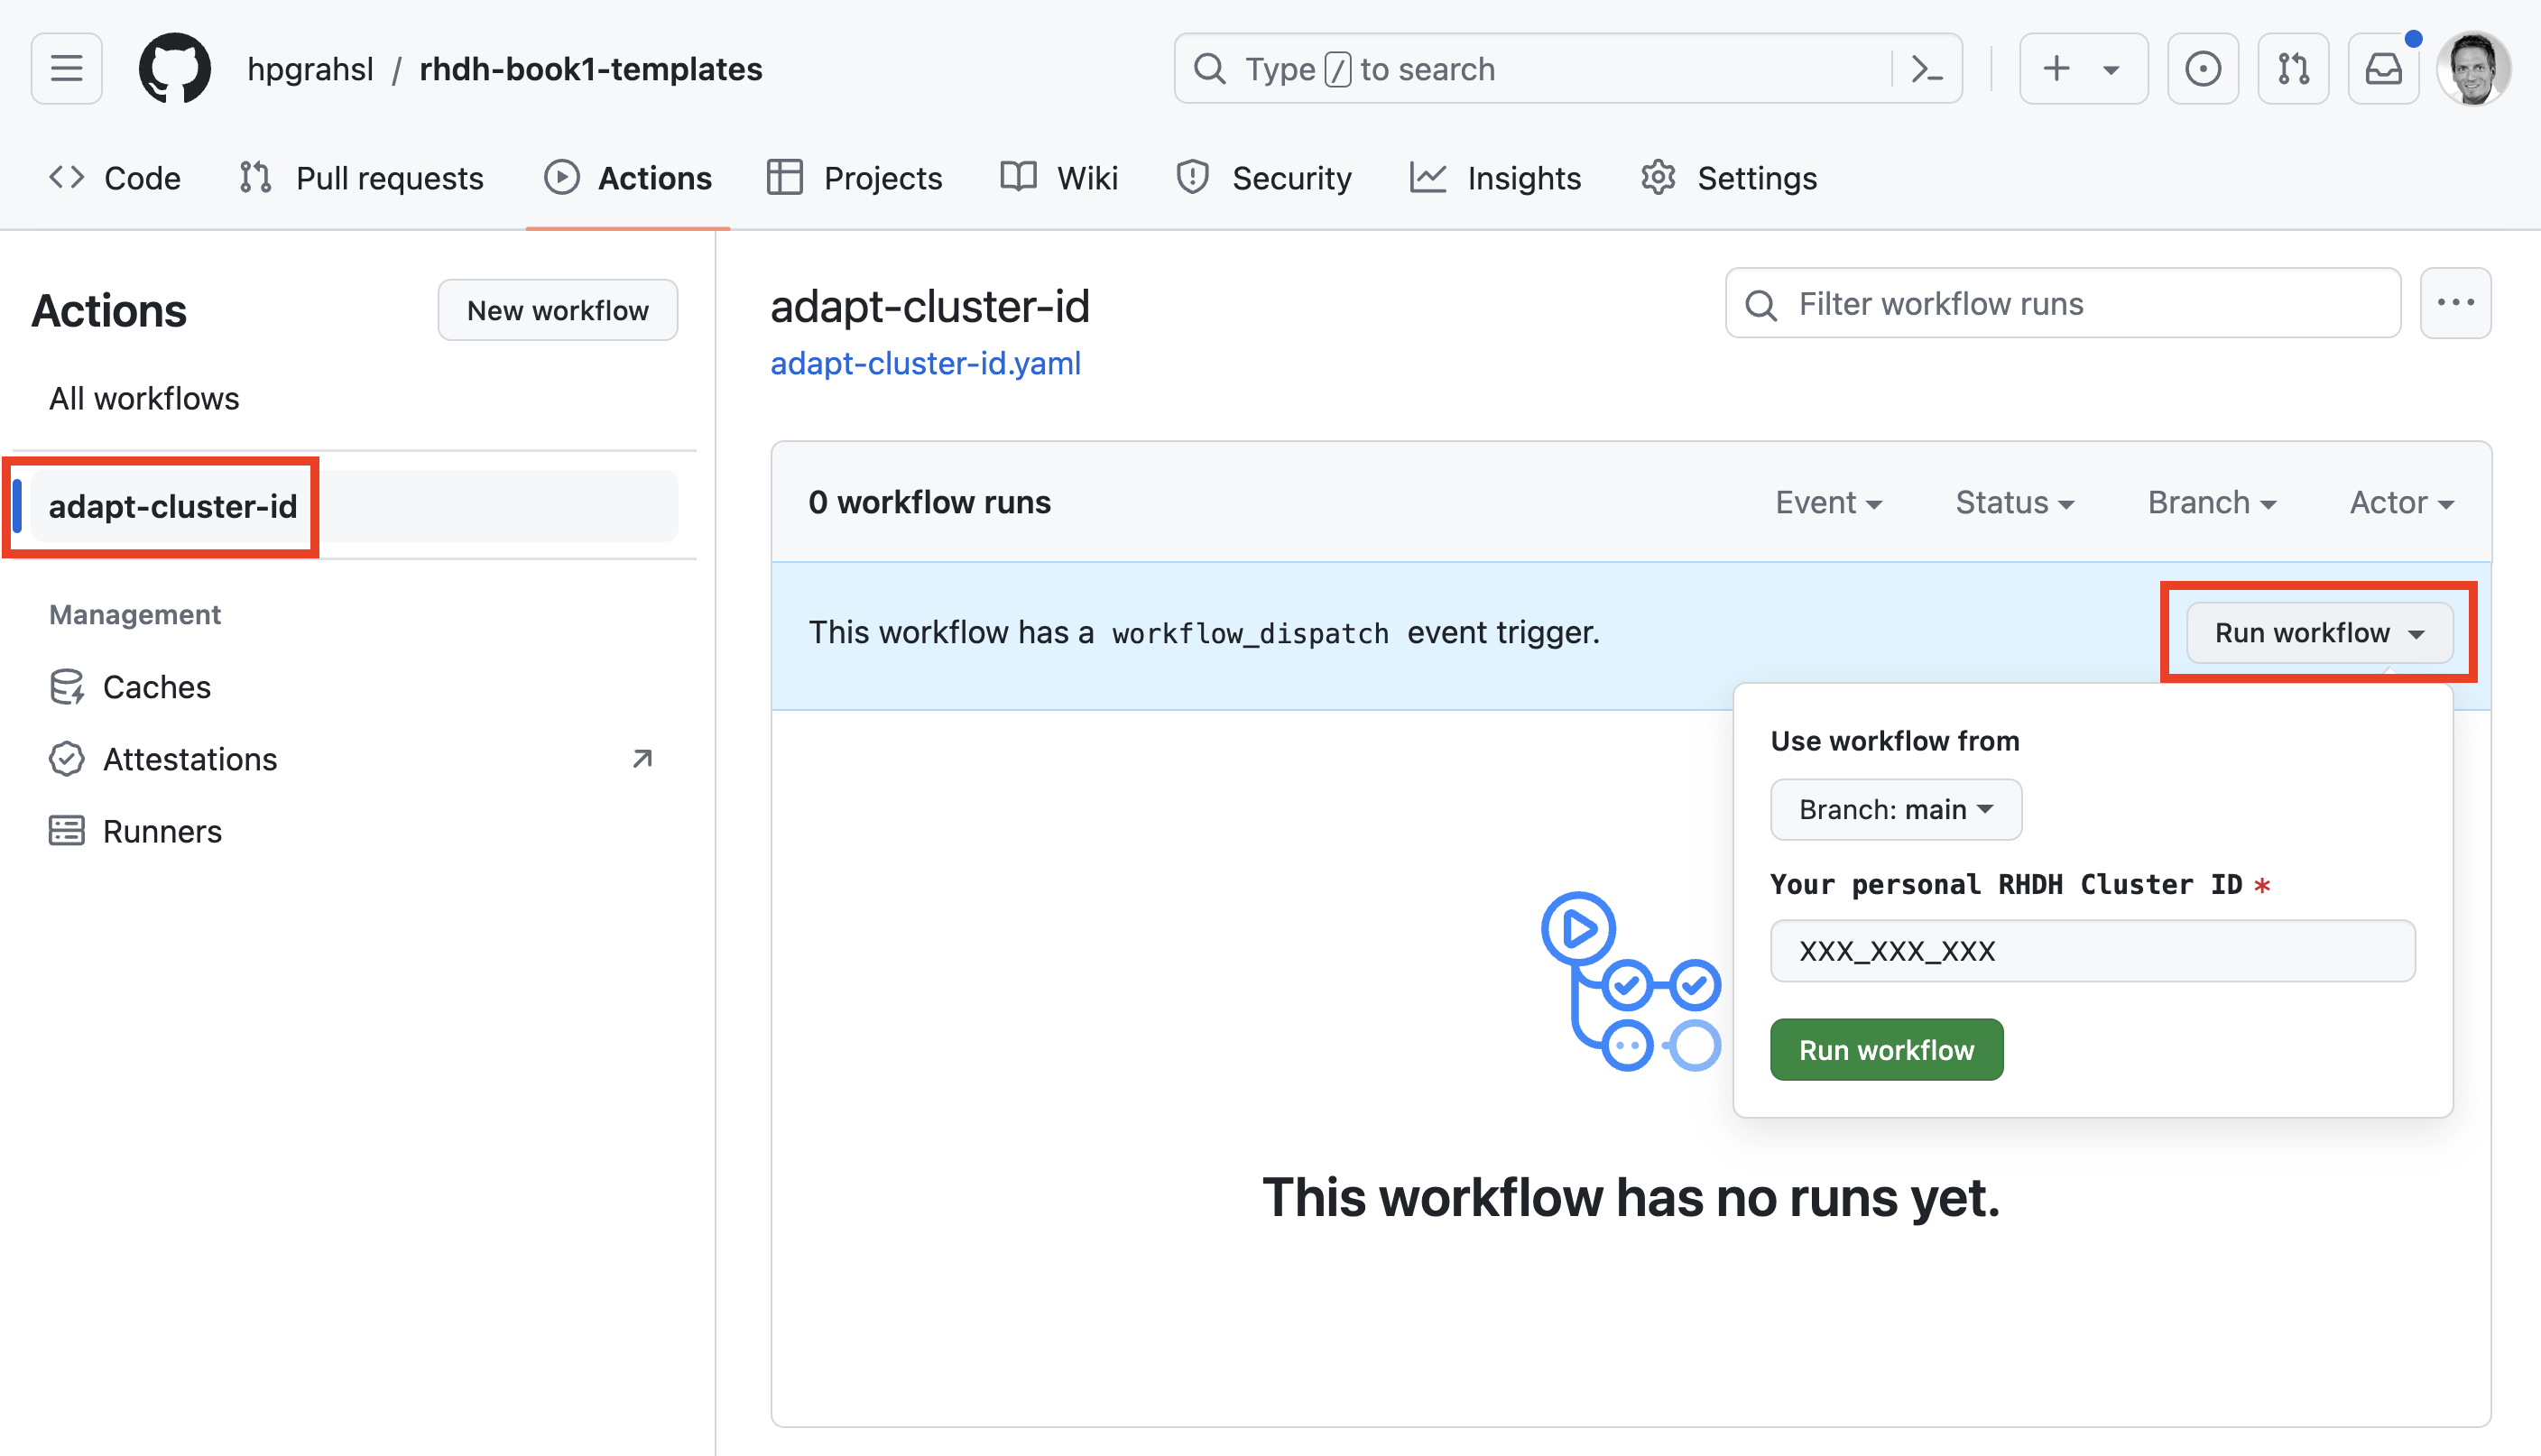 hpgrahsl / rhdh-book1-templates
Type / to search
Code Pull requests Actions Projects Wiki Security Insights Settings
Actions
New workflow
All workflows
adapt-cluster-id
Management
Caches
Attestations
Runners
adapt-cluster-id
adapt-cluster-id.yaml
Filter workflow runs
0 workflow runs
Event Status Branch Actor
This workflow has a workflow_dispatch event trigger.
Run workflow
Use workflow from
Branch: main
Your personal RHDH Cluster ID *
XXX_XXX_XXX
Run workflow
This workflow has no runs yet.